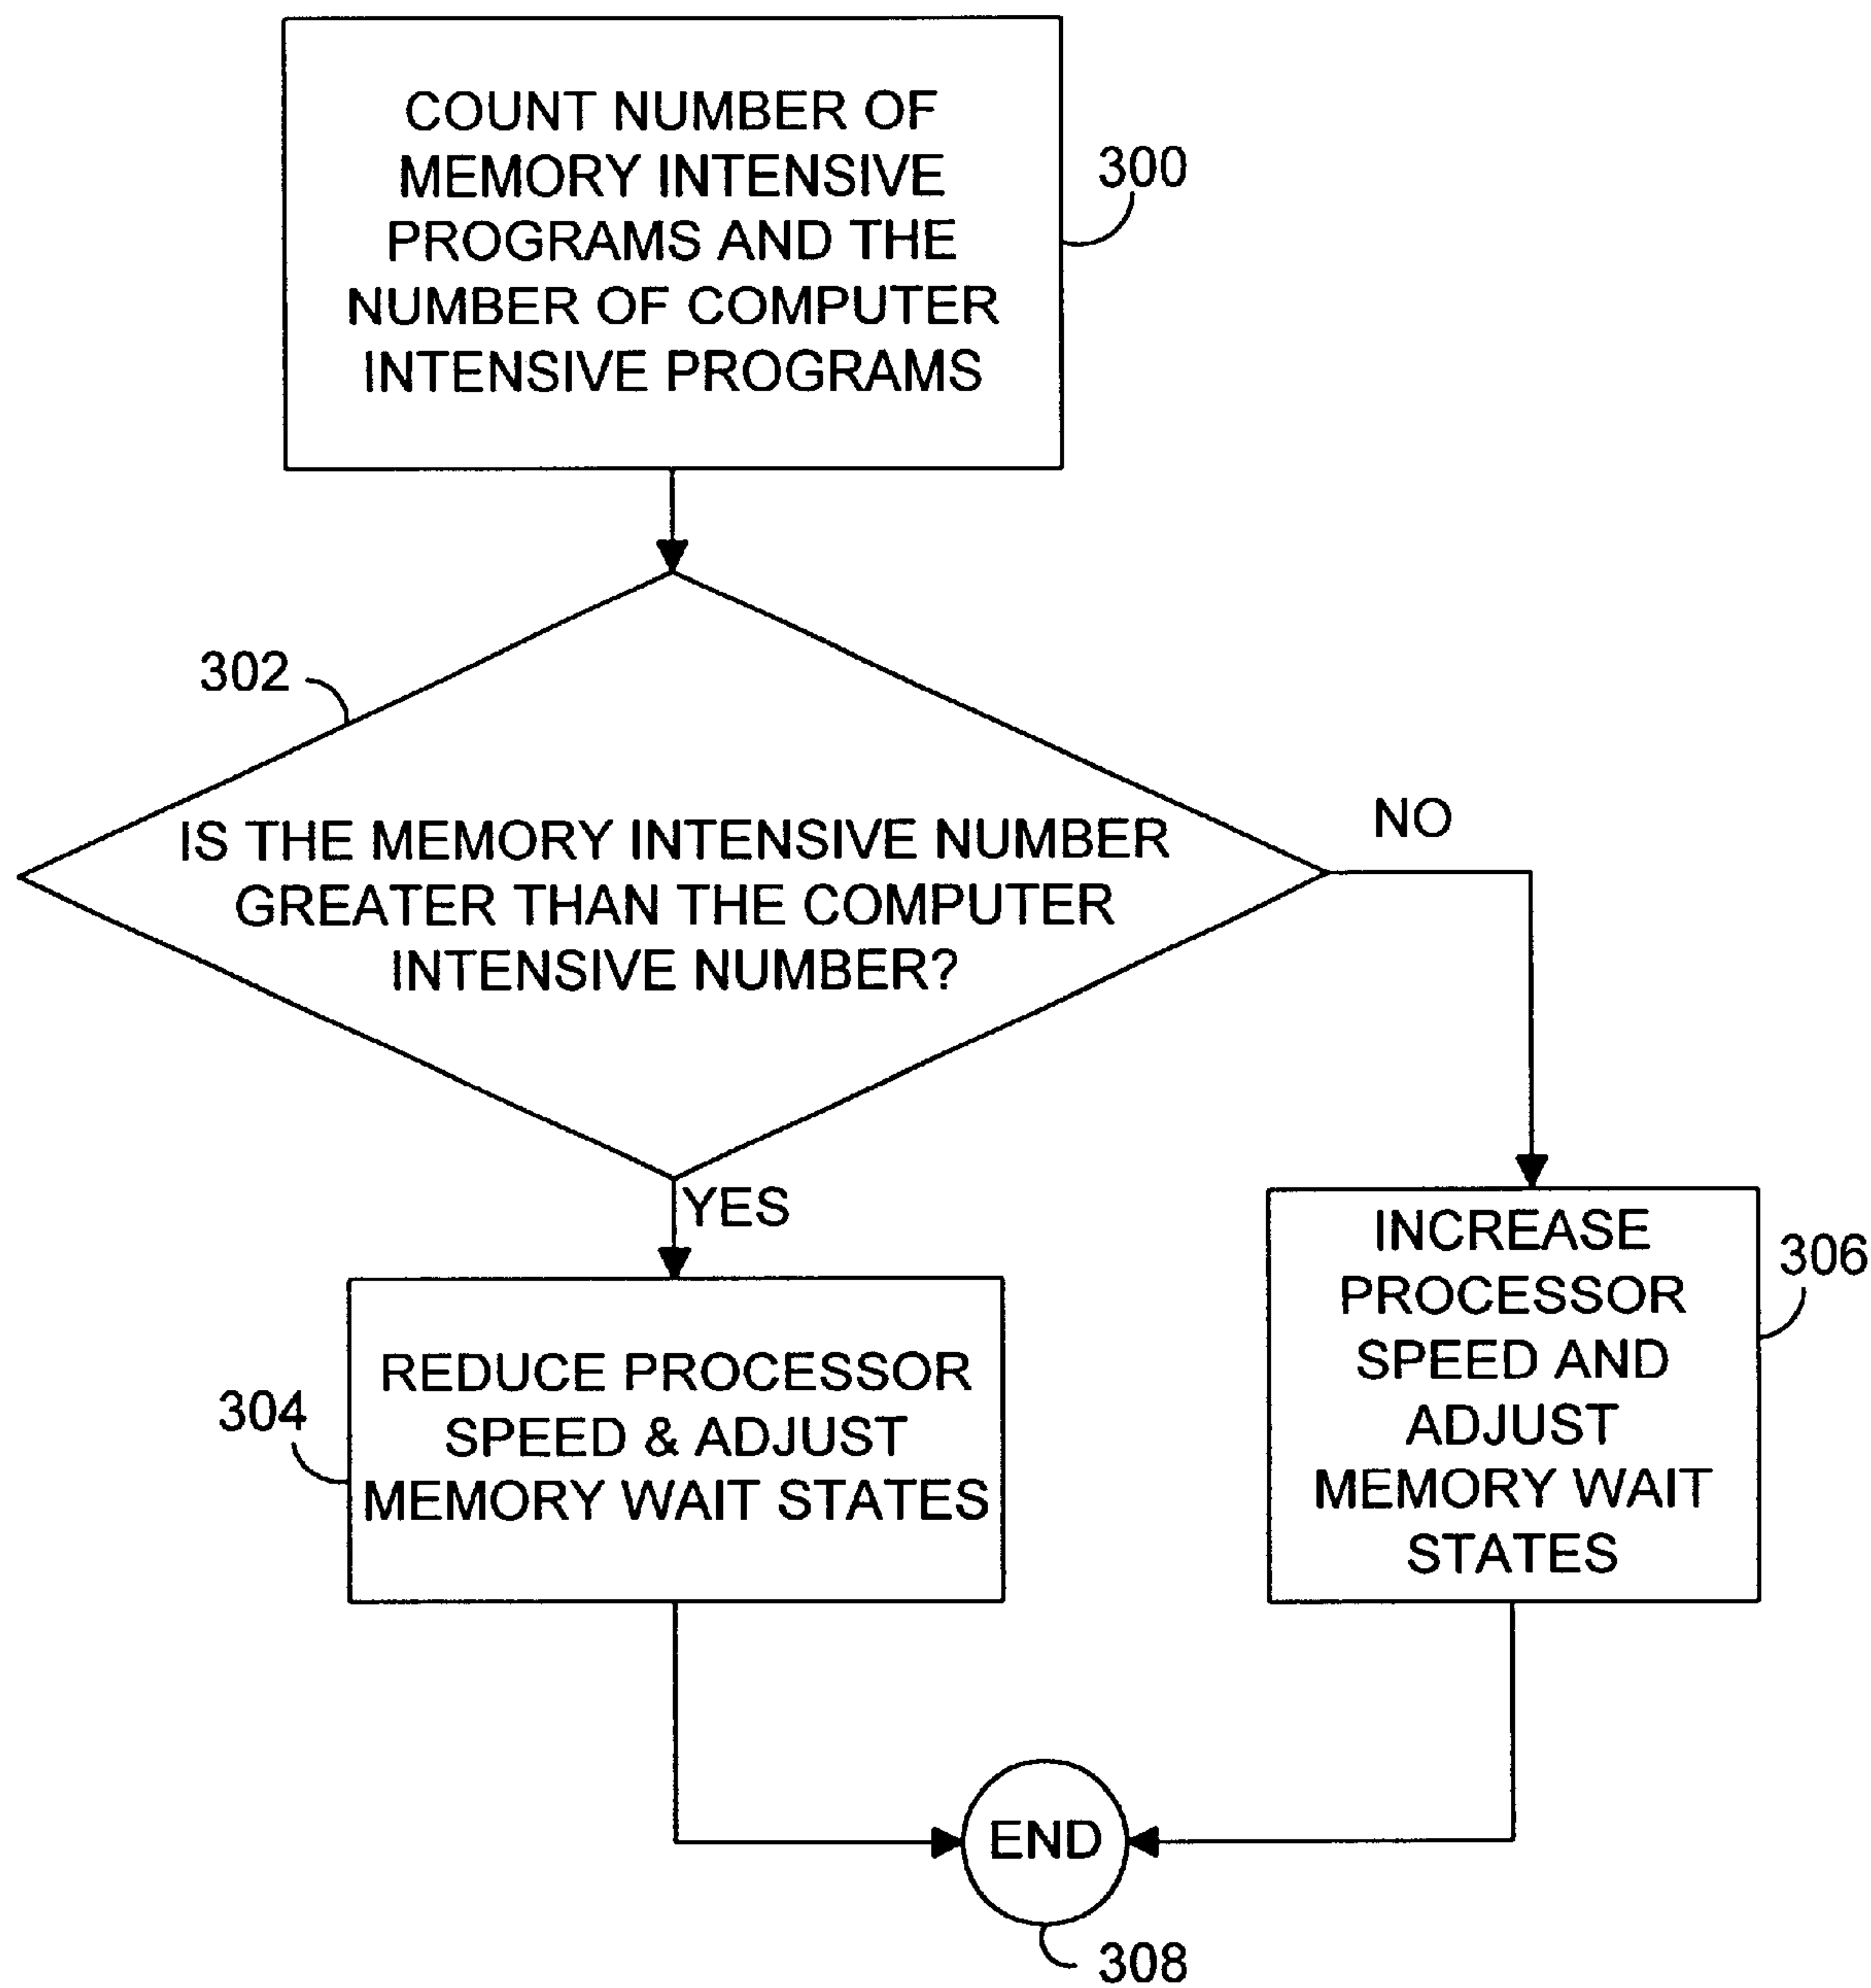 COUNT NUMBER OF
MEMORY INTENSIVE
PROGRAMS AND THE
NUMBER OF COMPUTER
INTENSIVE PROGRAMS
300
302
IS THE MEMORY INTENSIVE NUMBER
GREATER THAN THE COMPUTER
INTENSIVE NUMBER?
NO
YES
REDUCE PROCESSOR
SPEED & ADJUST
MEMORY WAIT STATES
304
INCREASE
PROCESSOR
SPEED AND
ADJUST
MEMORY WAIT
STATES
306
END
308